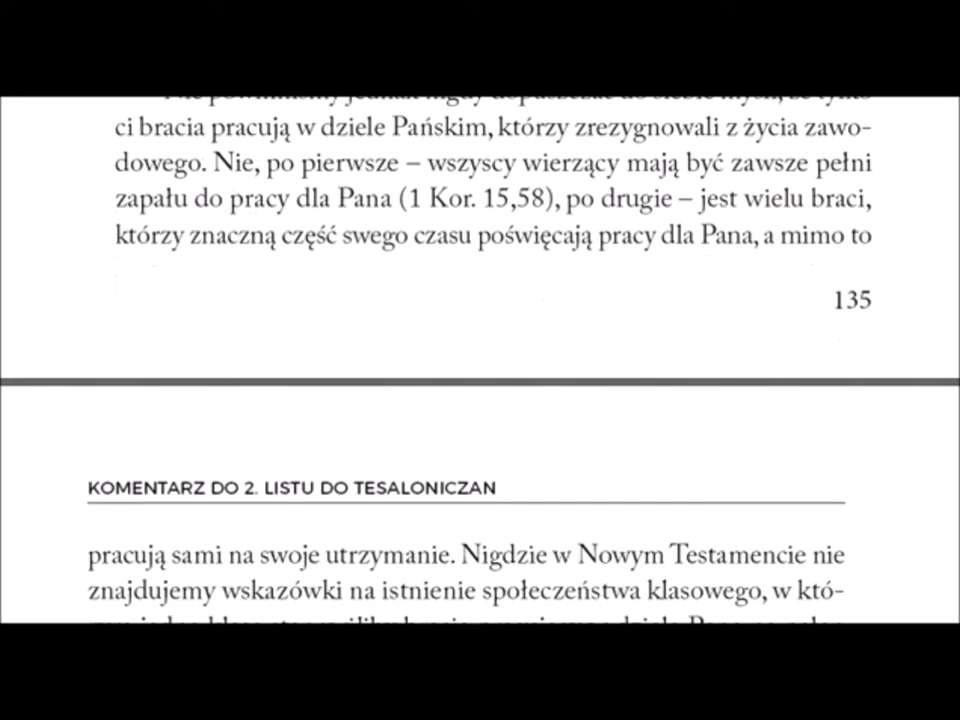 ci bracia pracują w dziele Pańskim, którzy zrezygnowali z życia zawo-
dowego. Nie, po pierwsze – wszyscy wierzący mają być zawsze pełni
zapału do pracy dla Pana (1 Kor. 15,58), po drugie – jest wielu braci,
którzy znaczną część swego czasu poświęcają pracy dla Pana, a mimo to
135
KOMENTARZ DO 2. LISTU DO TESALONICZAN
pracują sami na swoje utrzymanie. Nigdzie w Nowym Testamencie nie
znajdujemy wskazówki na istnienie społeczeństwa klasowego, w któ-